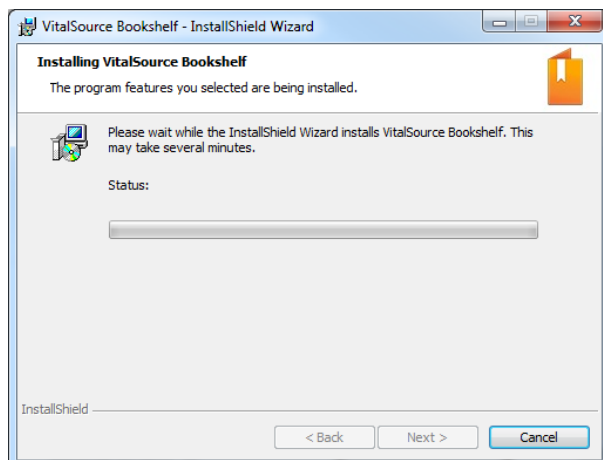 VitalSource Bookshelf - InstallShield Wizard
Installing VitalSource Bookshelf
The program features you selected are being installed.
Please wait while the InstallShield Wizard installs VitalSource Bookshelf. This
may take several minutes.
Status:
InstallShield
< Back
Next >
Cancel